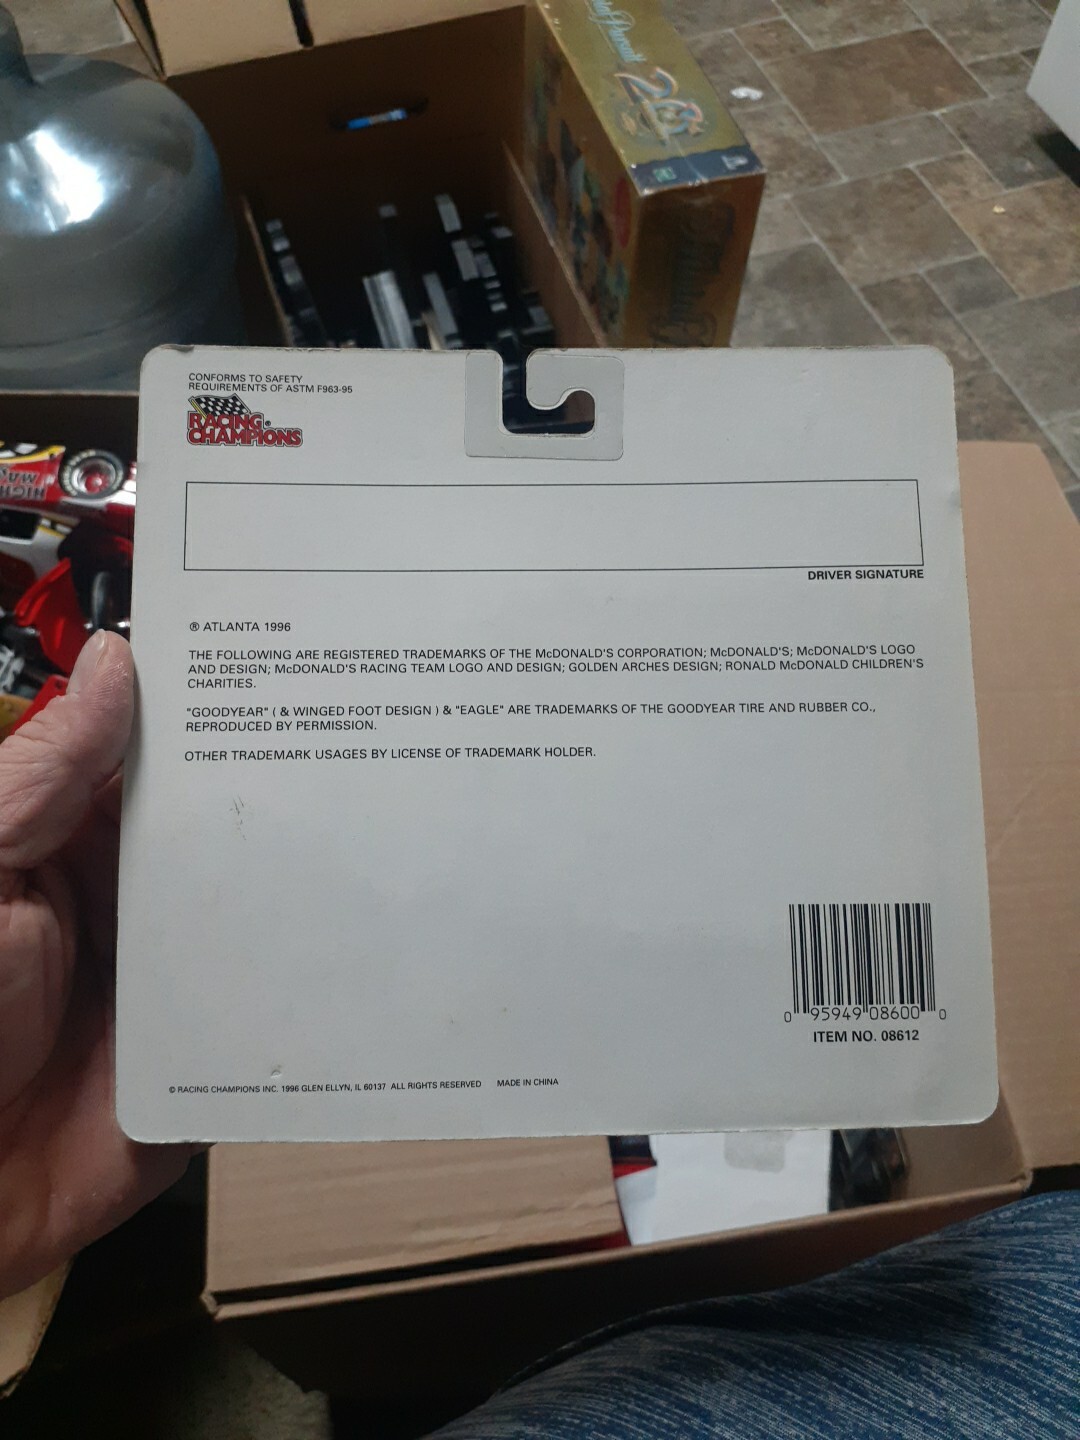 Pursuit
20
CONFORMS TO SAFETY
REQUIREMENTS OF ASTM F963-95
RACING®
CHAMPIONS
DRIVER SIGNATURE
® ATLANTA 1996
THE FOLLOWING ARE REGISTERED TRADEMARKS OF THE McDONALD'S CORPORATION; McDONALD'S; McDONALD'S LOGO
AND DESIGN; McDONALD'S RACING TEAM LOGO AND DESIGN; GOLDEN ARCHES DESIGN; RONALD McDONALD CHILDREN'S
CHARITIES.
"GOODYEAR" ( & WINGED FOOT DESIGN ) & "EAGLE" ARE TRADEMARKS OF THE GOODYEAR TIRE AND RUBBER CO.,
REPRODUCED BY PERMISSION.
OTHER TRADEMARK USAGES BY LICENSE OF TRADEMARK HOLDER.
0 95949 08600 0
ITEM NO. 08612
© RACING CHAMPIONS INC. 1996 GLEN ELLYN, IL 60137 ALL RIGHTS RESERVED MADE IN CHINA